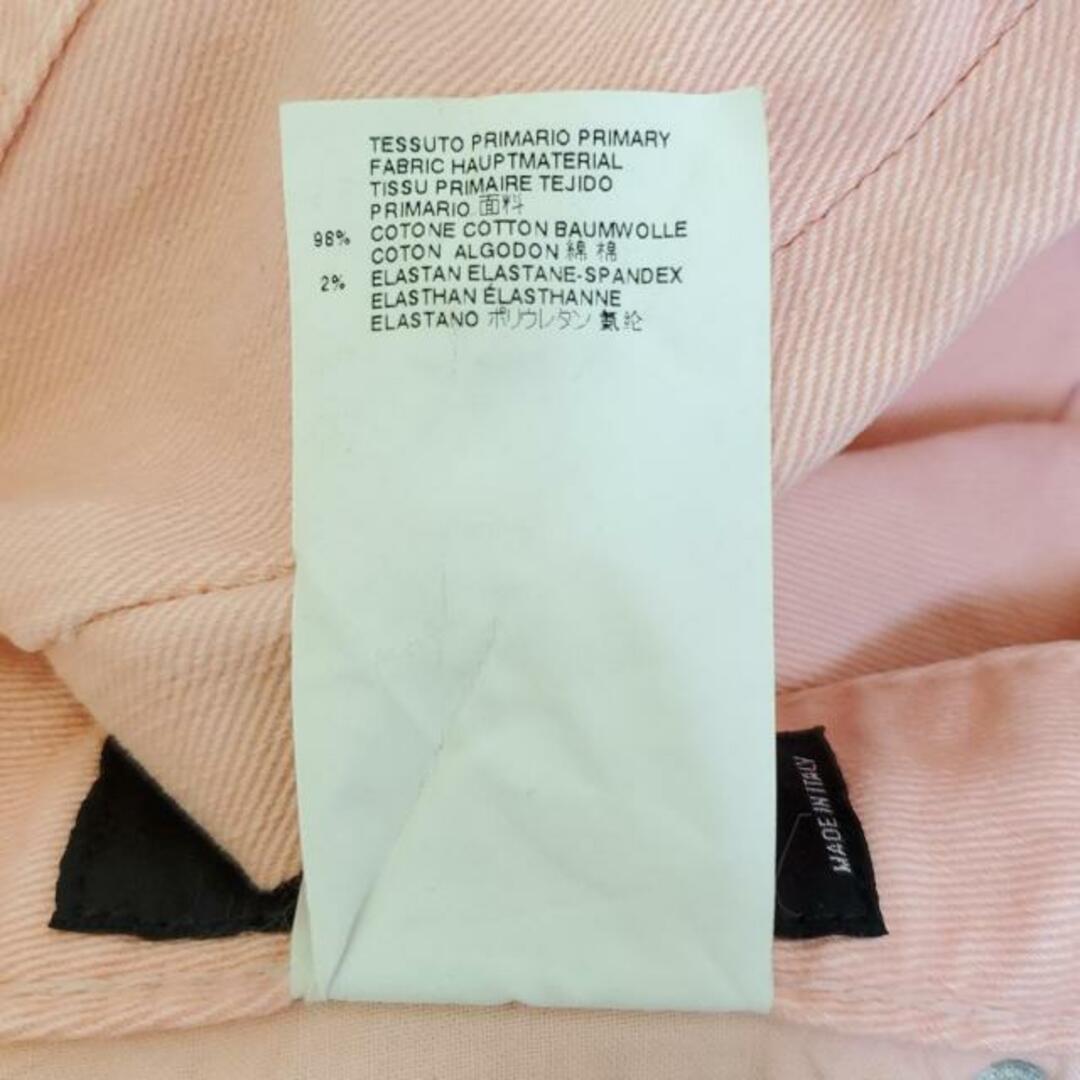 TESSUTO PRIMARIO PRIMARY
FABRIC HAUPTMATERIAL
TISSU PRIMAIRE TEJIDO
PRIMARIO 面料
98% COTONE COTTON BAUMWOLLE
COTON ALGODON 綿 棉
2% ELASTAN ELASTANE-SPANDEX
ELASTHAN ÉLASTHANNE
ELASTANO ポリウレタン 氨纶
MADE IN ITALY